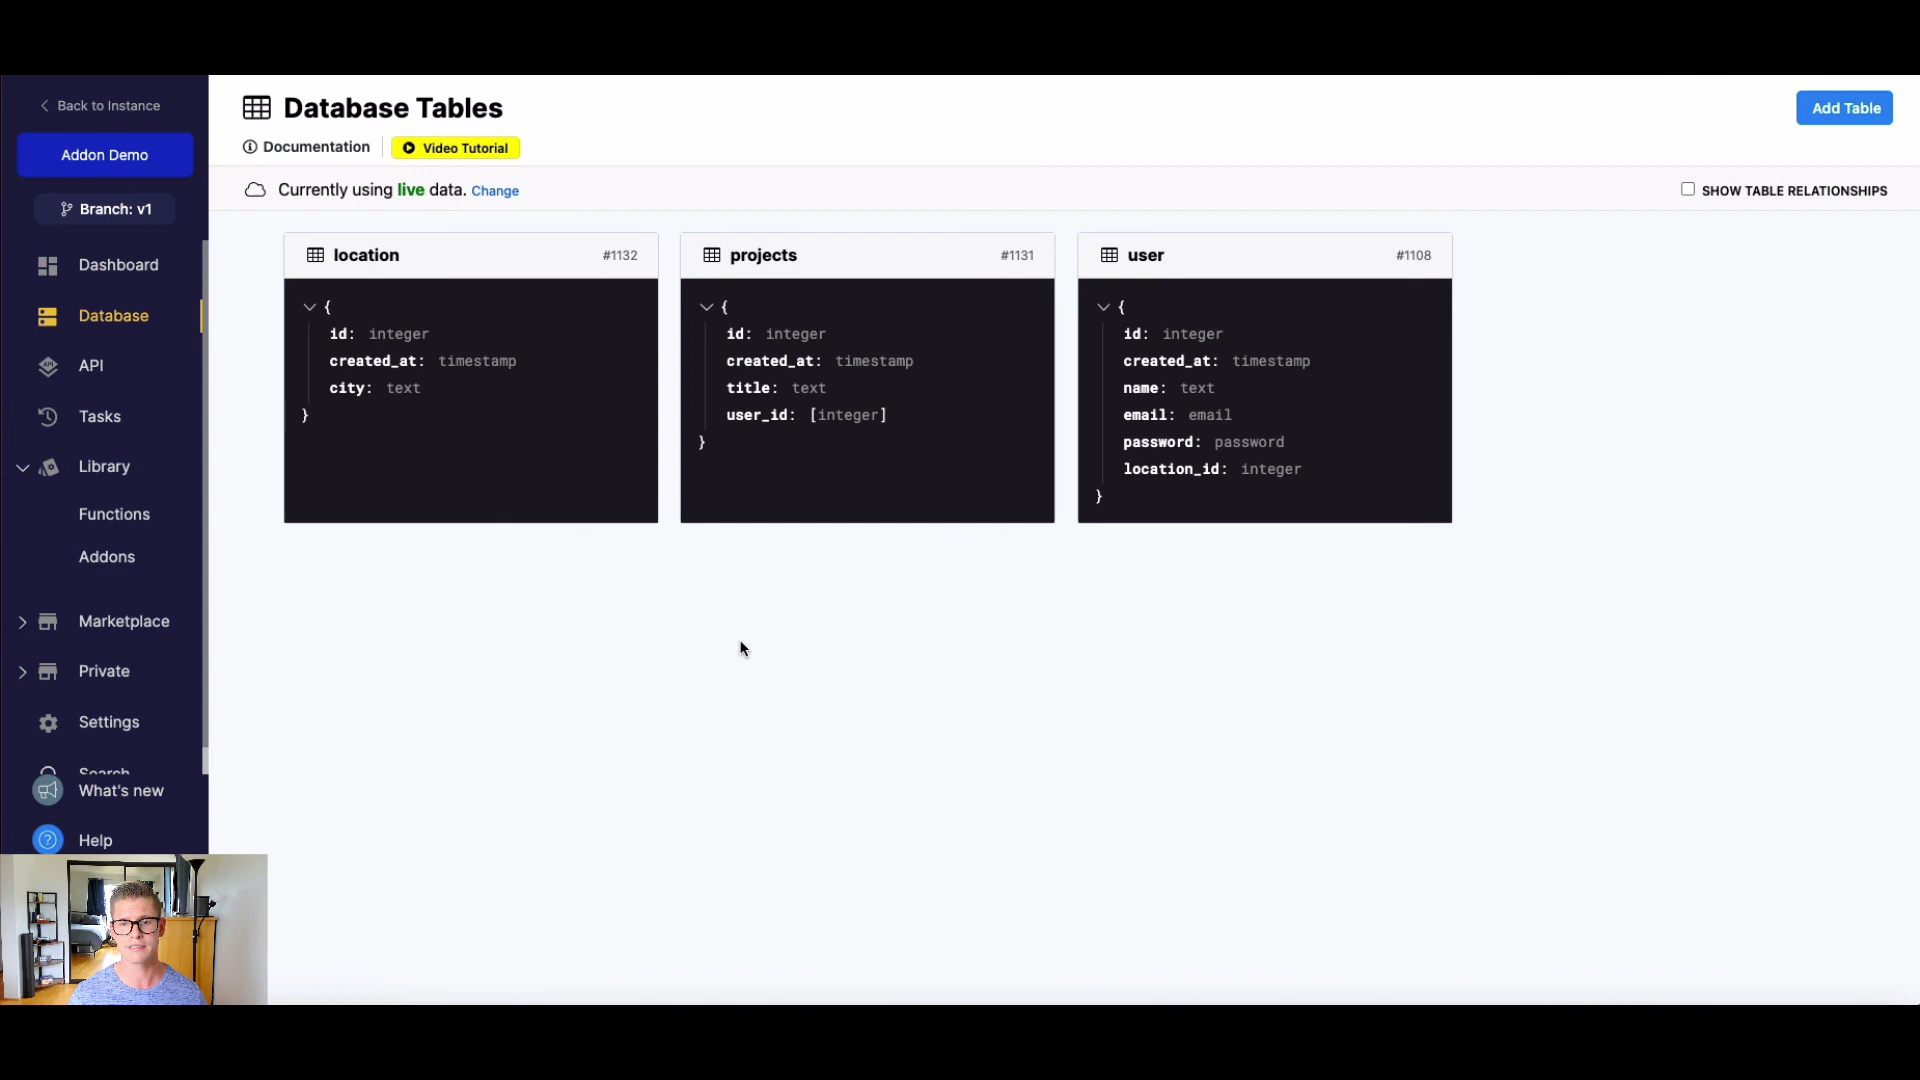 Back to Instance
Addon Demo
Branch: v1
Dashboard
Database
API
Tasks
Library
Functions
Addons
Marketplace
Private
Settings
Search
What's new
Help
Database Tables
Add Table
Documentation
Video Tutorial
Currently using live data. Change
SHOW TABLE RELATIONSHIPS
location #1132
{
id: integer
created_at: timestamp
city: text
}
projects #1131
{
id: integer
created_at: timestamp
title: text
user_id: [integer]
}
user #1108
{
id: integer
created_at: timestamp
name: text
email: email
password: password
location_id: integer
}